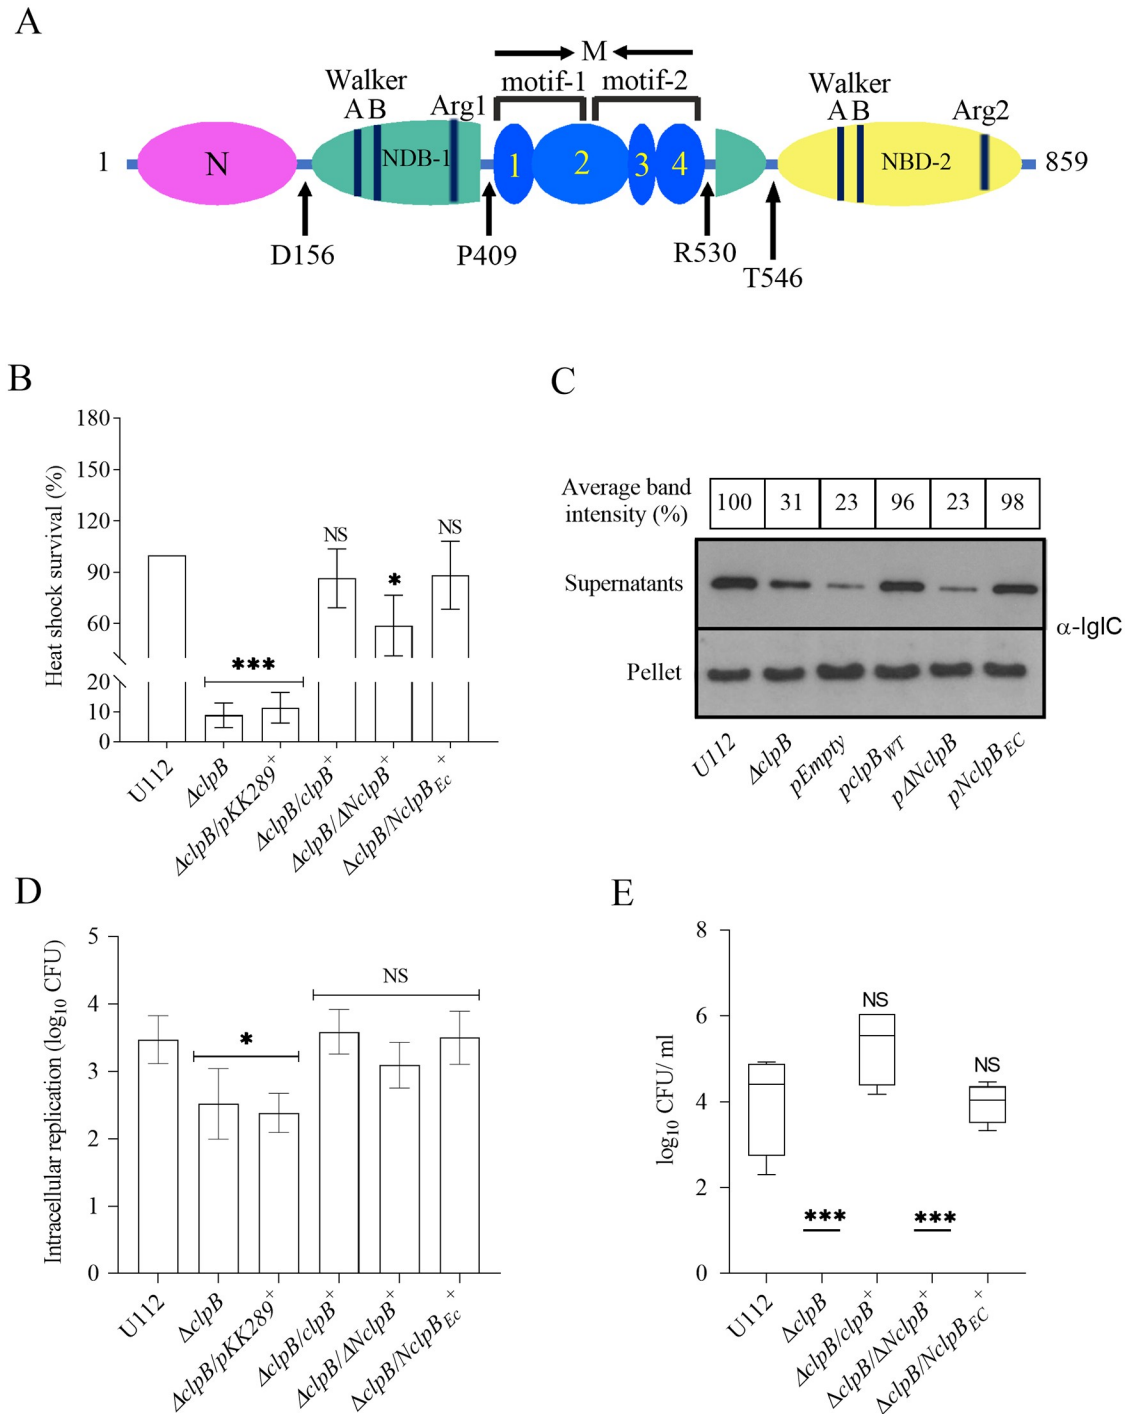 A
M
motif-1 motif-2
Walker
A B Arg1
Walker
A B Arg2
1 N NDB-1 1 2 3 4 NBD-2 859
D156 P409 R530 T546
B
Heat shock survival (%)
180
150
120
90
60
20
10
0
*** NS * NS
U112 ΔclpB ΔclpB/pKK289+ ΔclpB/clpB+ ΔclpB/ΔNclpB+ ΔclpB/NclpBEc+
C
Average band
intensity (%)
100 31 23 96 23 98
Supernatants
α-IglC
Pellet
U112 ΔclpB pEmpty pclpBWT pΔNclpB pNclpBEC
D
Intracellular replication (log10 CFU)
5
4
3
2
1
0
* NS
U112 ΔclpB ΔclpB/pKK289+ ΔclpB/clpB+ ΔclpB/ΔNclpB+ ΔclpB/NclpBEc+
E
log10 CFU/ ml
8
6
4
2
0
*** NS *** NS
U112 ΔclpB ΔclpB/clpB+ ΔclpB/ΔNclpB+ ΔclpB/NclpBEC+